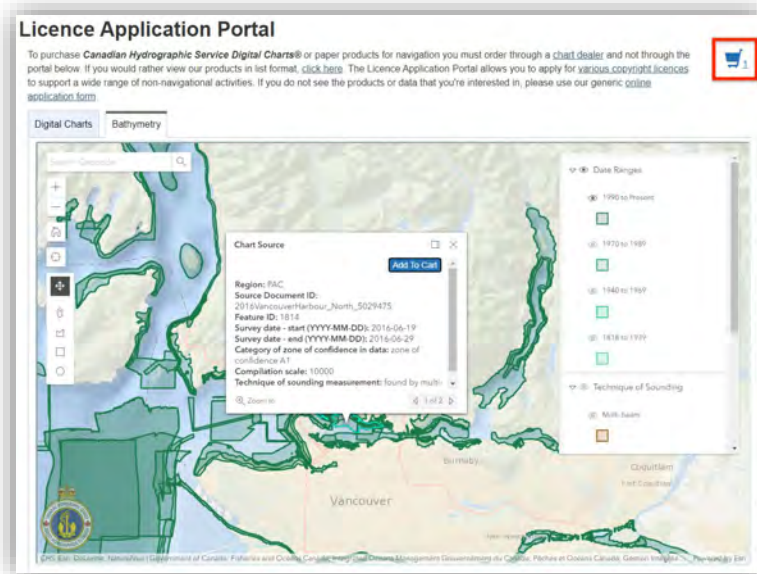 Licence Application Portal
To purchase Canadian Hydrographic Service Digital Charts® or paper products for navigation you must order through a chart dealer and not through the
portal below. If you would rather view our products in list format, click here. The Licence Application Portal allows you to apply for various copyright licences
to support a wide range of non-navigational activities. If you do not see the products or data that you're interested in, please use our generic online
application form.
1
Digital Charts
Bathymetry
Search Geocoder
Date Ranges
1990 to Present
1970 to 1989
1940 to 1969
1818 to 1939
Technique of Sounding
Multi-beam
Chart Source
Add To Cart
Region: PAC
Source Document ID:
2016VancouverHarbour_North_5029475
Feature ID: 1814
Survey date - start (YYYY-MM-DD): 2016-06-19
Survey date - end (YYYY-MM-DD): 2016-06-29
Category of zone of confidence in data: zone of
confidence A1
Compilation scale: 10000
Technique of sounding measurement: found by multi-
Zoom to
1 of 2
Burnaby
Coquitlam
Port Coquitlam
Vancouver
Powered by Esri